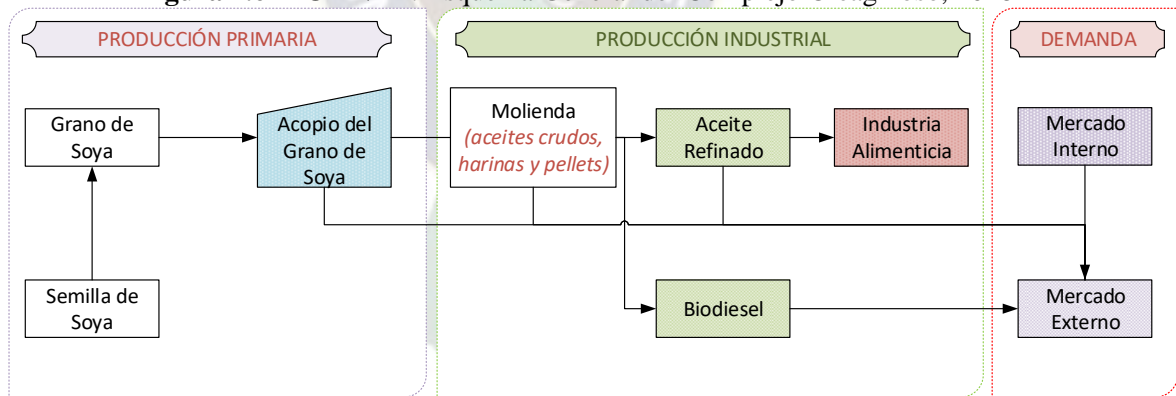 PRODUCCIÓN PRIMARIA
PRODUCCIÓN INDUSTRIAL
DEMANDA
Grano de
Soya
Acopio del
Grano de
Soya
Molienda
(aceites crudos,
harinas y pellets)
Aceite
Refinado
Industria
Alimenticia
Mercado
Interno
Semilla de
Soya
Biodiesel
Mercado
Externo